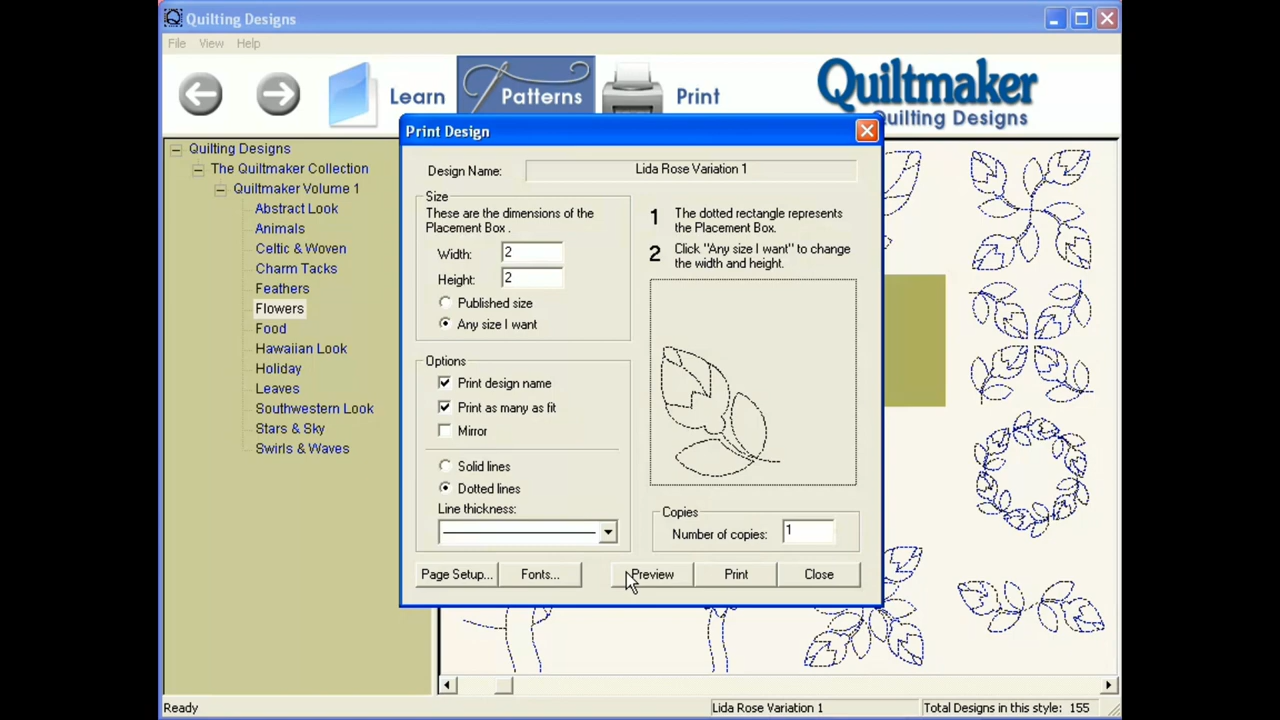 Quilting Designs
File View Help
Learn Patterns Print
Quiltmaker
Quilting Designs
Quilting Designs
The Quiltmaker Collection
Quiltmaker Volume 1
Abstract Look
Animals
Celtic & Woven
Charm Tacks
Feathers
Flowers
Food
Hawaiian Look
Holiday
Leaves
Southwestern Look
Stars & Sky
Swirls & Waves
Print Design
Design Name: Lida Rose Variation 1
Size
These are the dimensions of the
Placement Box .
Width: 2
Height: 2
Published size
Any size I want
1 The dotted rectangle represents
the Placement Box.
2 Click "Any size I want" to change
the width and height.
Options
Print design name
Print as many as fit
Mirror
Solid lines
Dotted lines
Line thickness:
Copies
Number of copies: 1
Page Setup... Fonts... Preview Print Close
Ready Lida Rose Variation 1 Total Designs in this style: 155